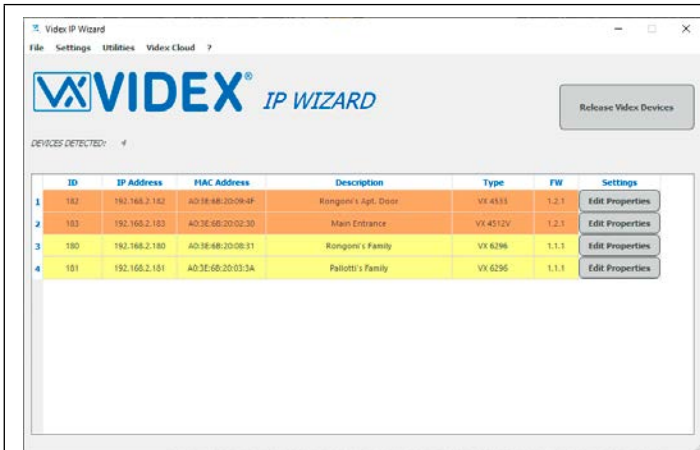 Videx IP Wizard
File Settings Utilities Videx Cloud ?
VIDEX® IP WIZARD
Release Videx Devices
DEVICES DETECTED: 4
ID IP Address MAC Address Description Type FW Settings
1 182 192.168.2.182 A0:3E:6B:20:09:4F Rongoni's Apt. Door VX 4533 1.2.1 Edit Properties
2 183 192.168.2.183 A0:3E:6B:20:02:30 Main Entrance VX 4512V 1.2.1 Edit Properties
3 180 192.168.2.180 A0:3E:6B:20:08:31 Rongoni's Family VX 6296 1.1.1 Edit Properties
4 181 192.168.2.181 A0:3E:6B:20:03:3A Pallotti's Family VX 6296 1.1.1 Edit Properties